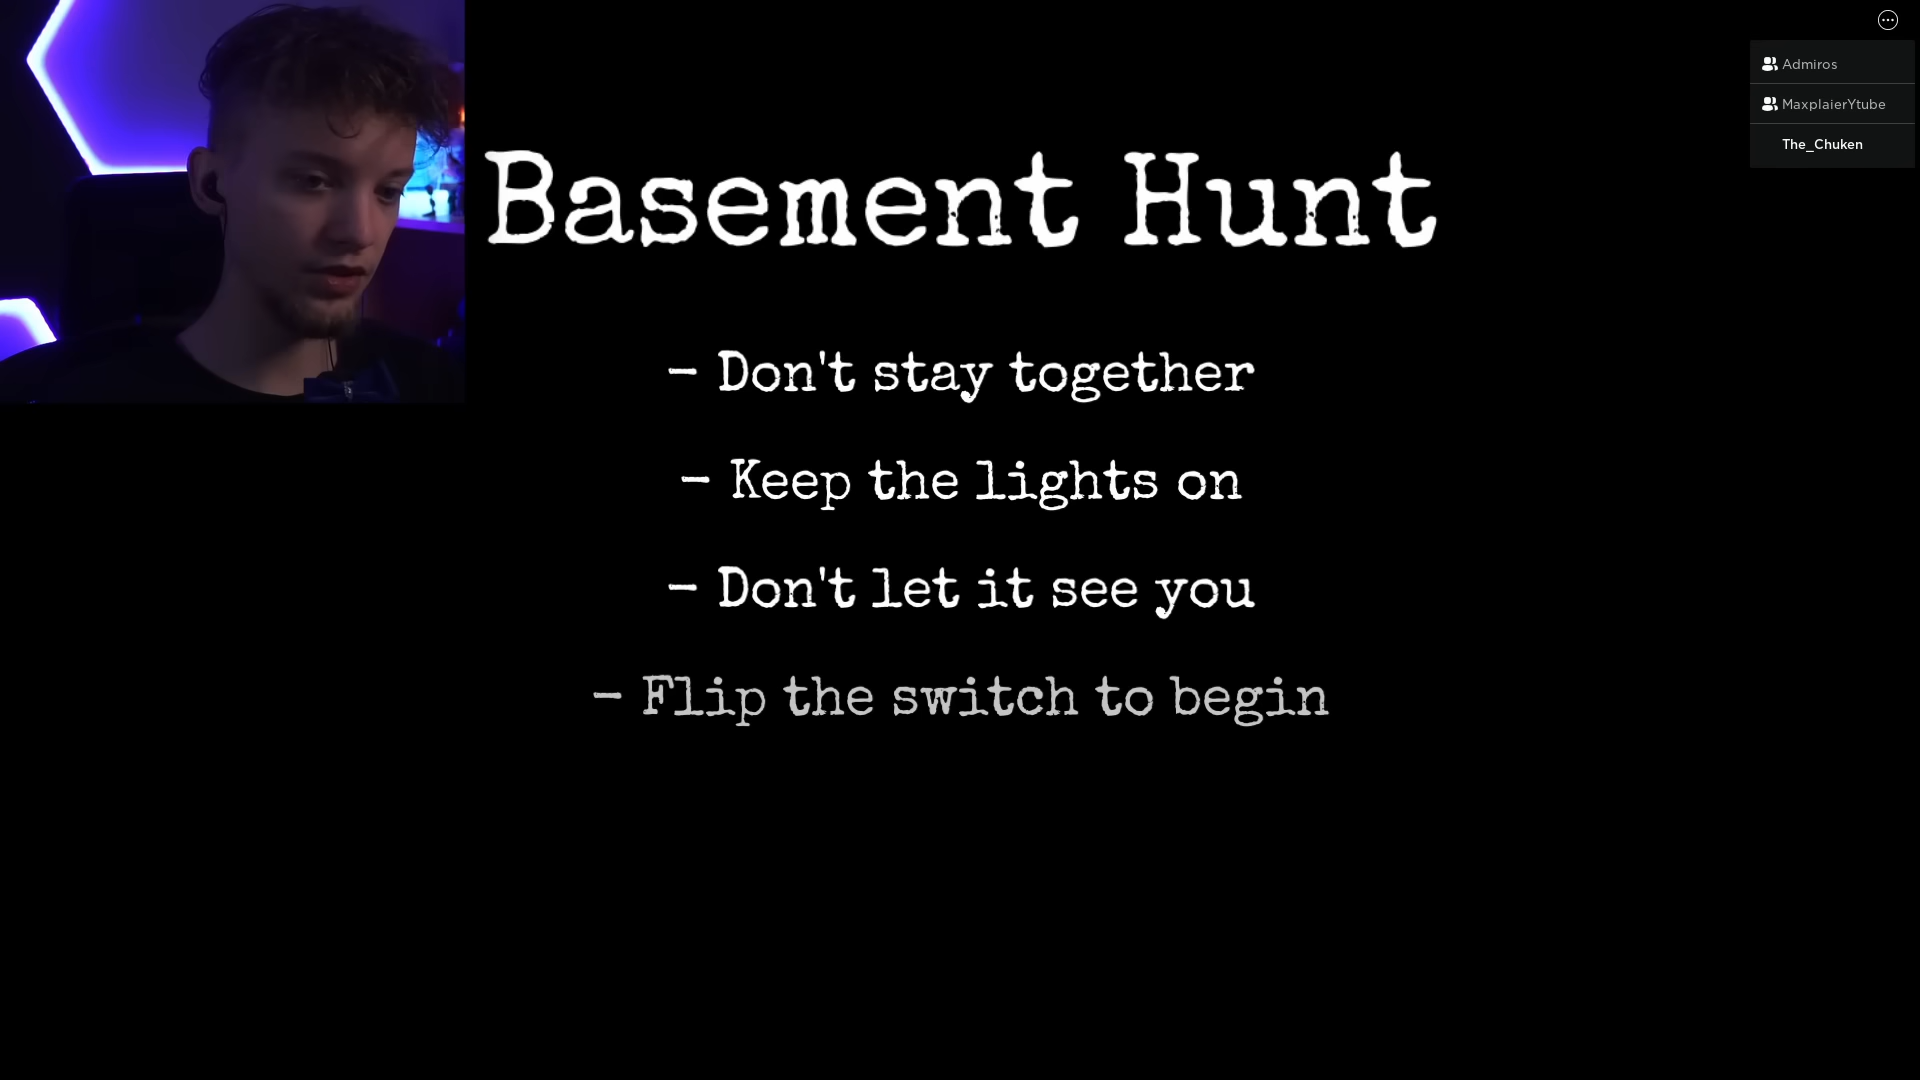 Admiros
MaxplaierYtube
The_Chuken
Basement Hunt
- Don't stay together
- Keep the lights on
- Don't let it see you
- Flip the switch to begin